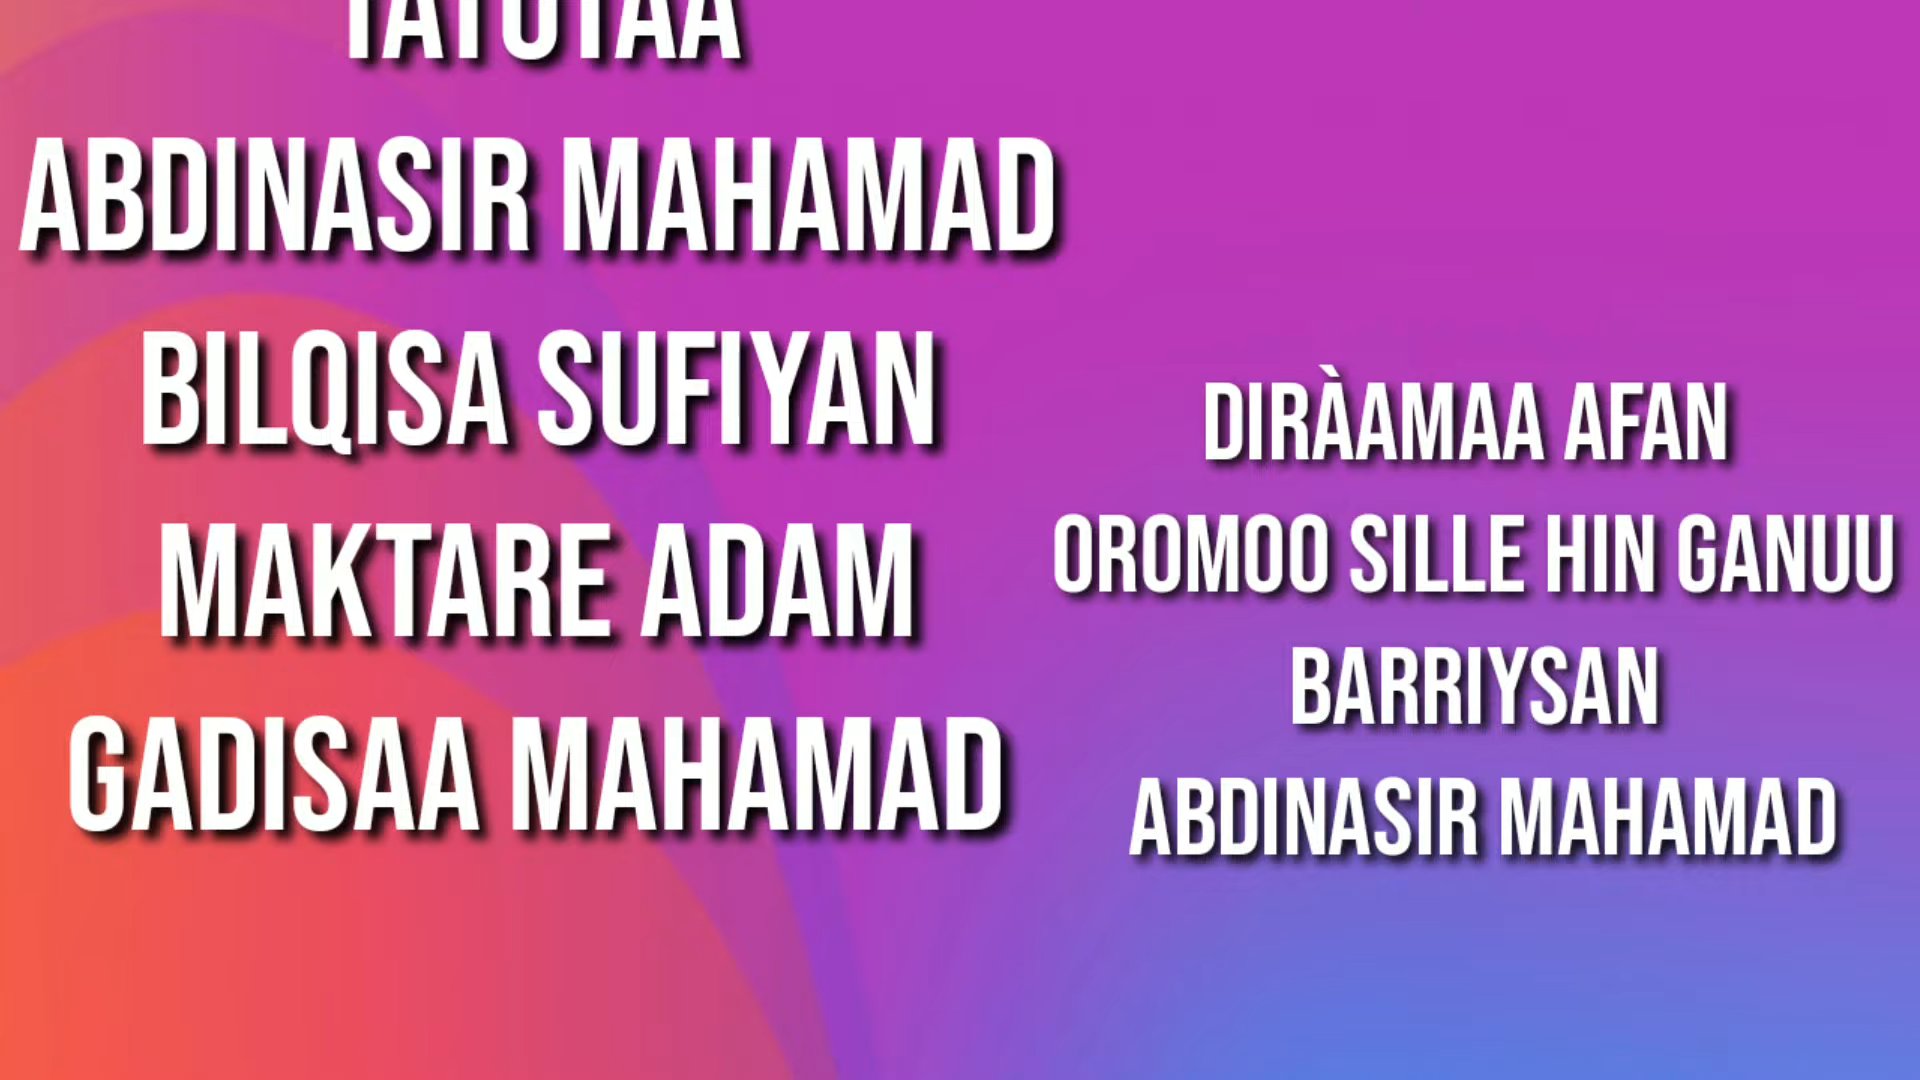 ABDINASIR MAHAMAD
BILQISA SUFIYAN
MAKTARE ADAM
GADISAA MAHAMAD
DIRÀAMAA AFAN
OROMOO SILLE HIN GANUU
BARRIYSAN
ABDINASIR MAHAMAD